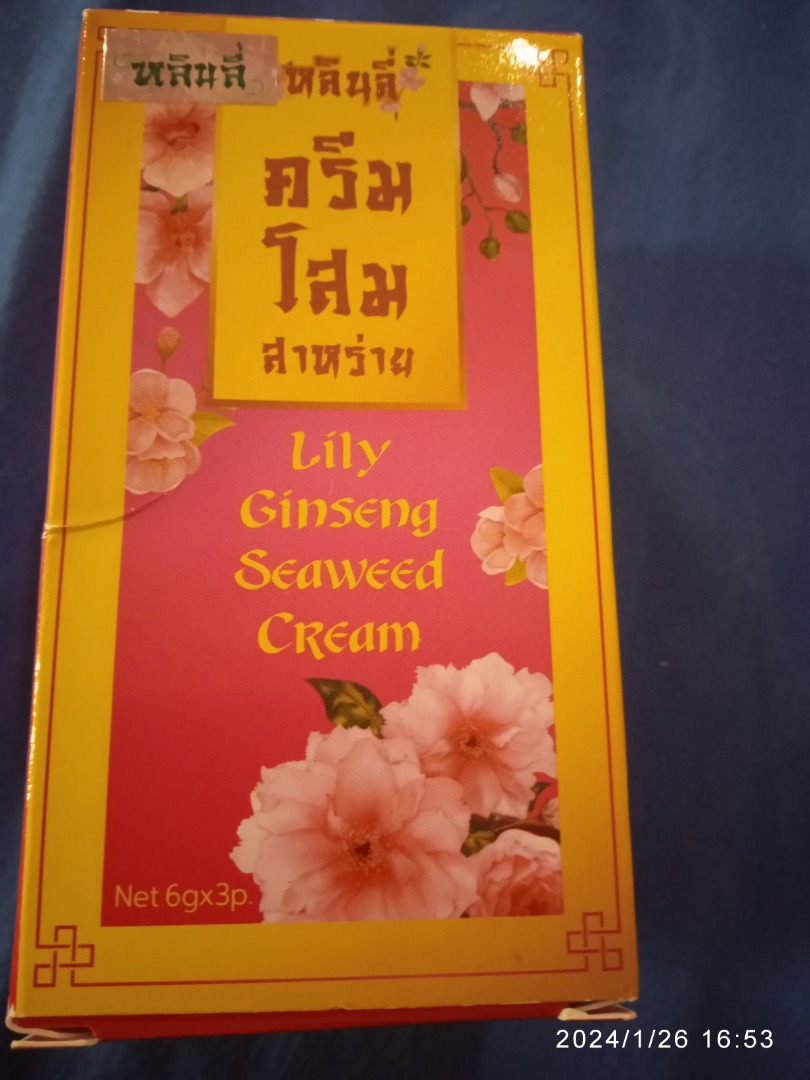 หลินลี่
หลินลี่
ครีม
โสม
สาหร่าย
Lily
Ginseng
Seaweed
Cream
Net 6gx3p.
2024/1/26 16:53